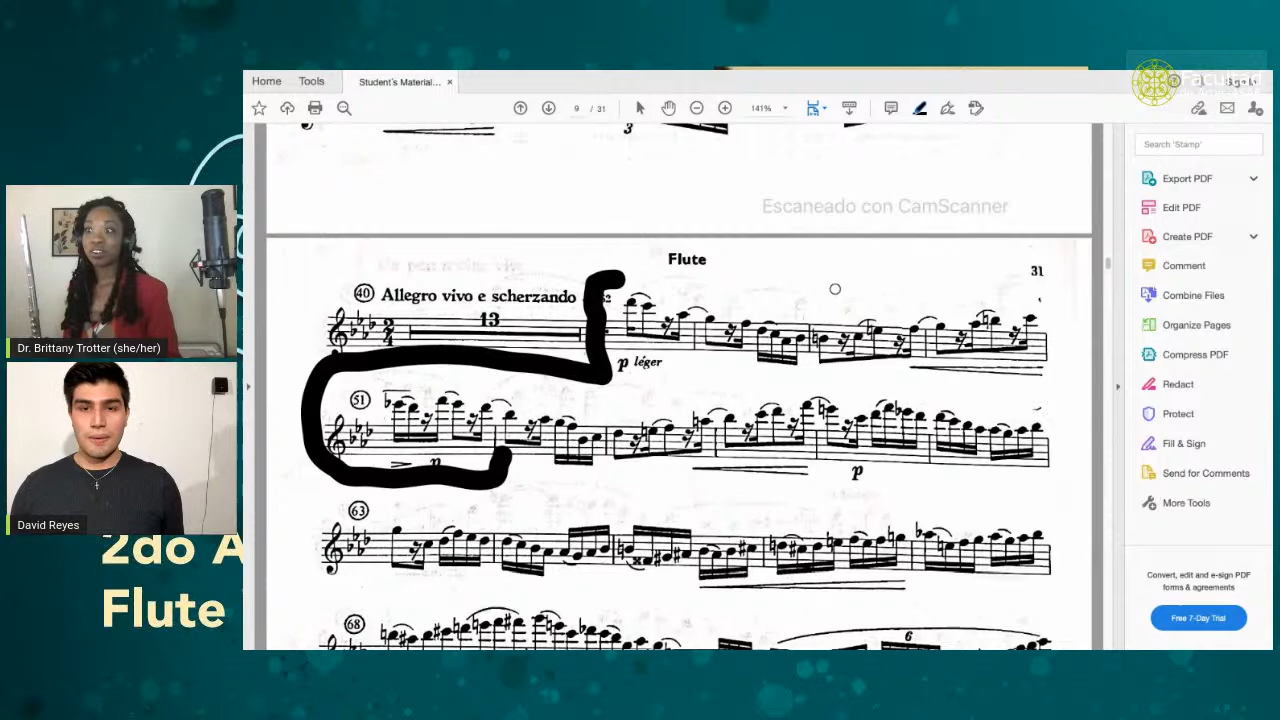 Home Tools Student's Material... ×
9 / 31 141%
Facultad
Search 'Stamp'
Export PDF
Edit PDF
Create PDF
Comment
Combine Files
Organize Pages
Compress PDF
Redact
Protect
Fill & Sign
Send for Comments
More Tools
Convert, edit and e-sign PDF
forms & agreements
Free 7-Day Trial
3
Escaneado con CamScanner
Flute
31
40 Allegro vivo e scherzando
13
p léger
51
p
63
68
6
Dr. Brittany Trotter (she/her)
David Reyes
2do A
Flute